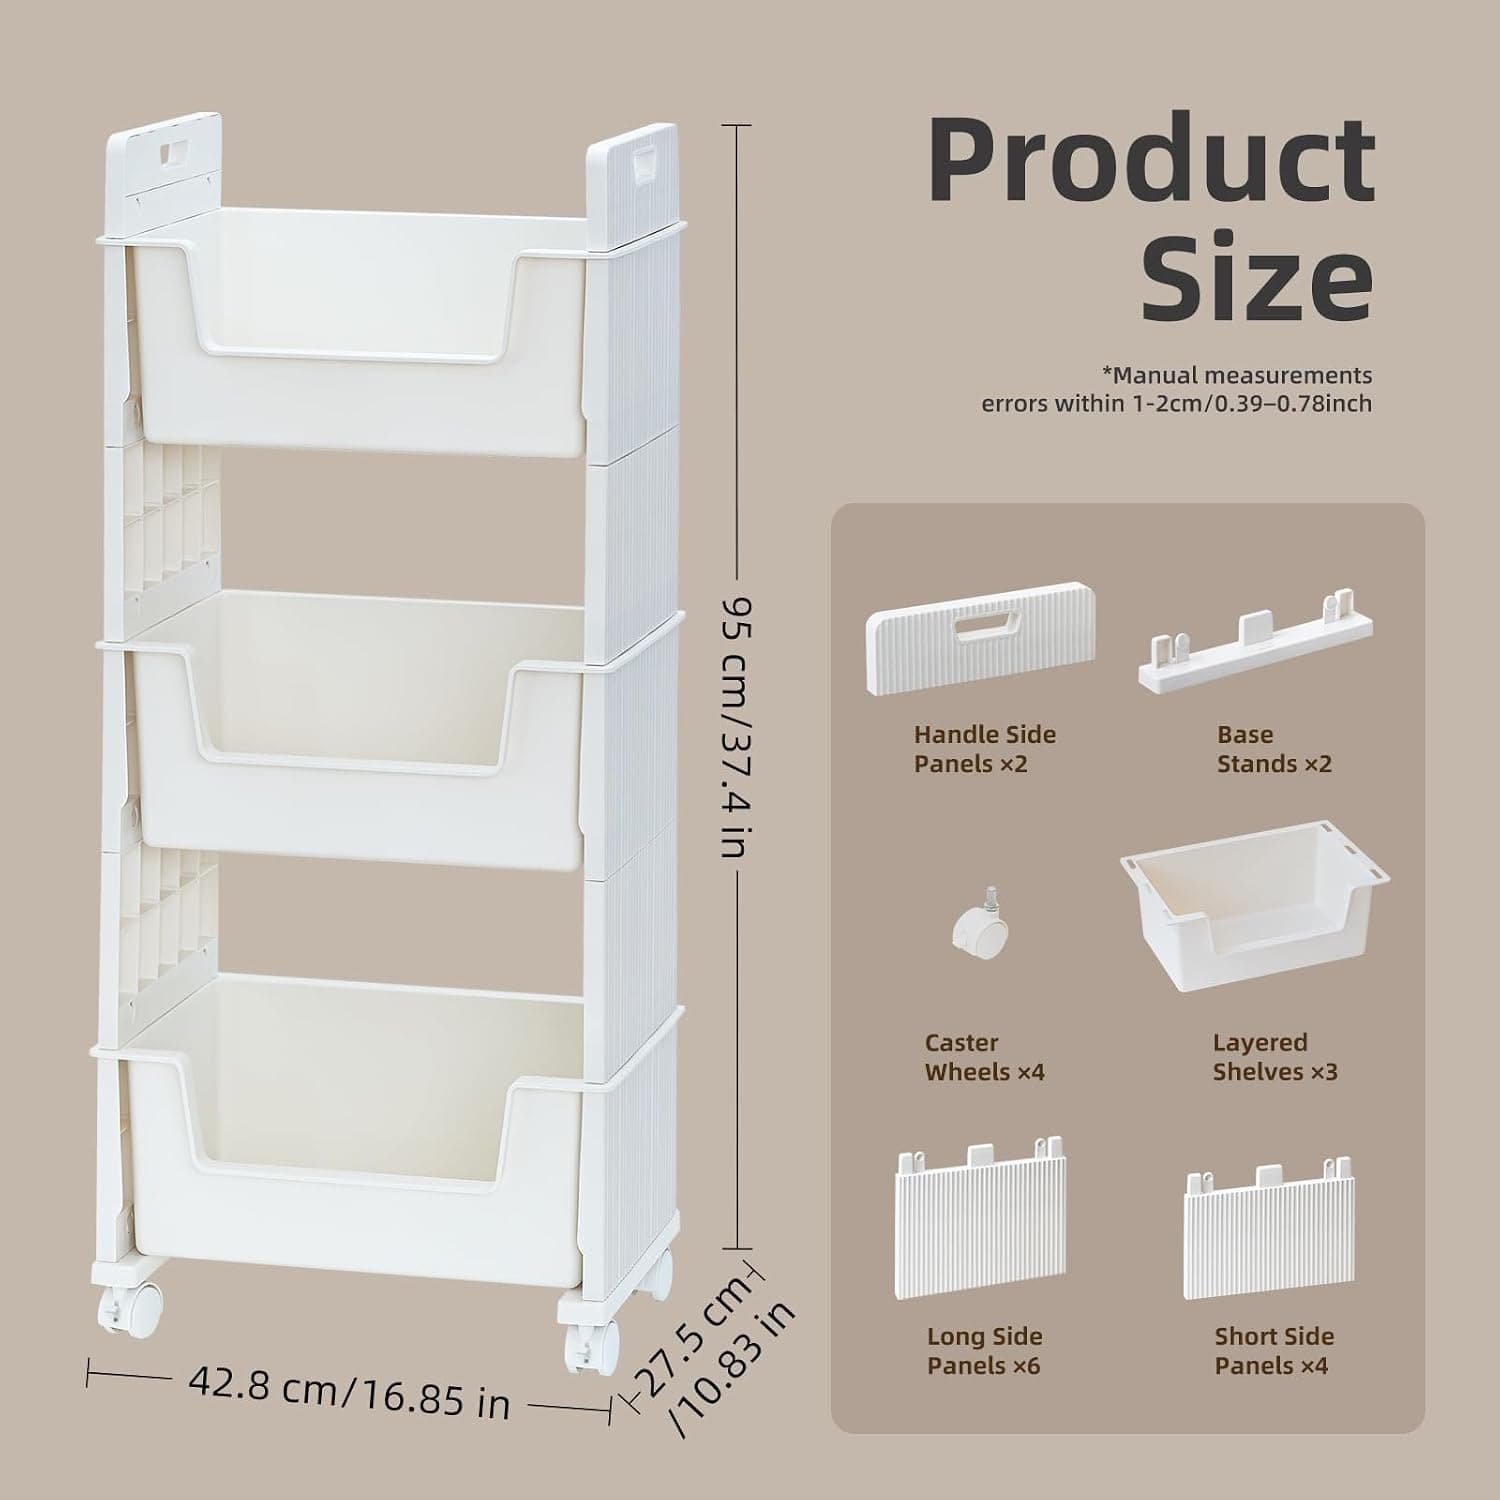 Product
Size
*Manual measurements
errors within 1-2cm/0.39–0.78inch
95 cm/37.4 in
42.8 cm/16.85 in
27.5 cm
/10.83 in
Handle Side
Panels ×2
Base
Stands ×2
Caster
Wheels ×4
Layered
Shelves ×3
Long Side
Panels ×6
Short Side
Panels ×4